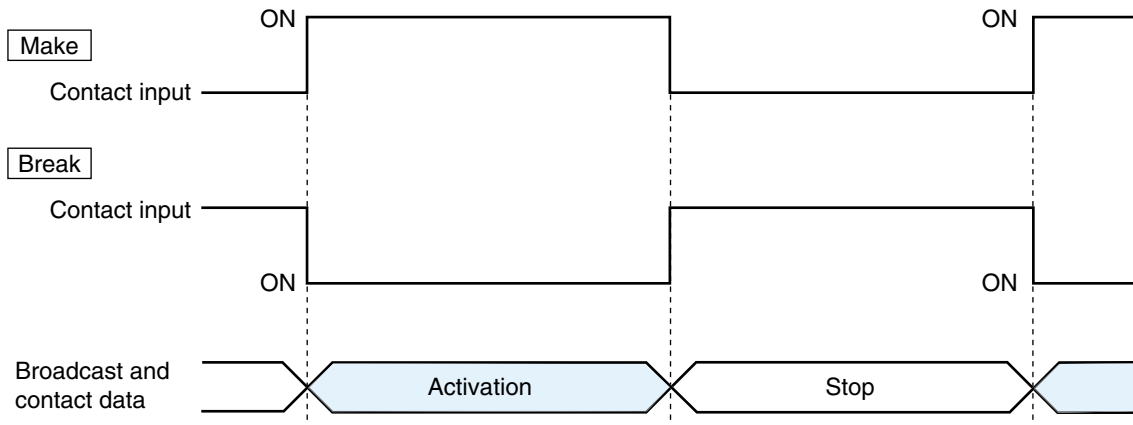 ON
ON
Make
Contact input
Break
Contact input
ON
ON
Broadcast and
contact data
Activation
Stop